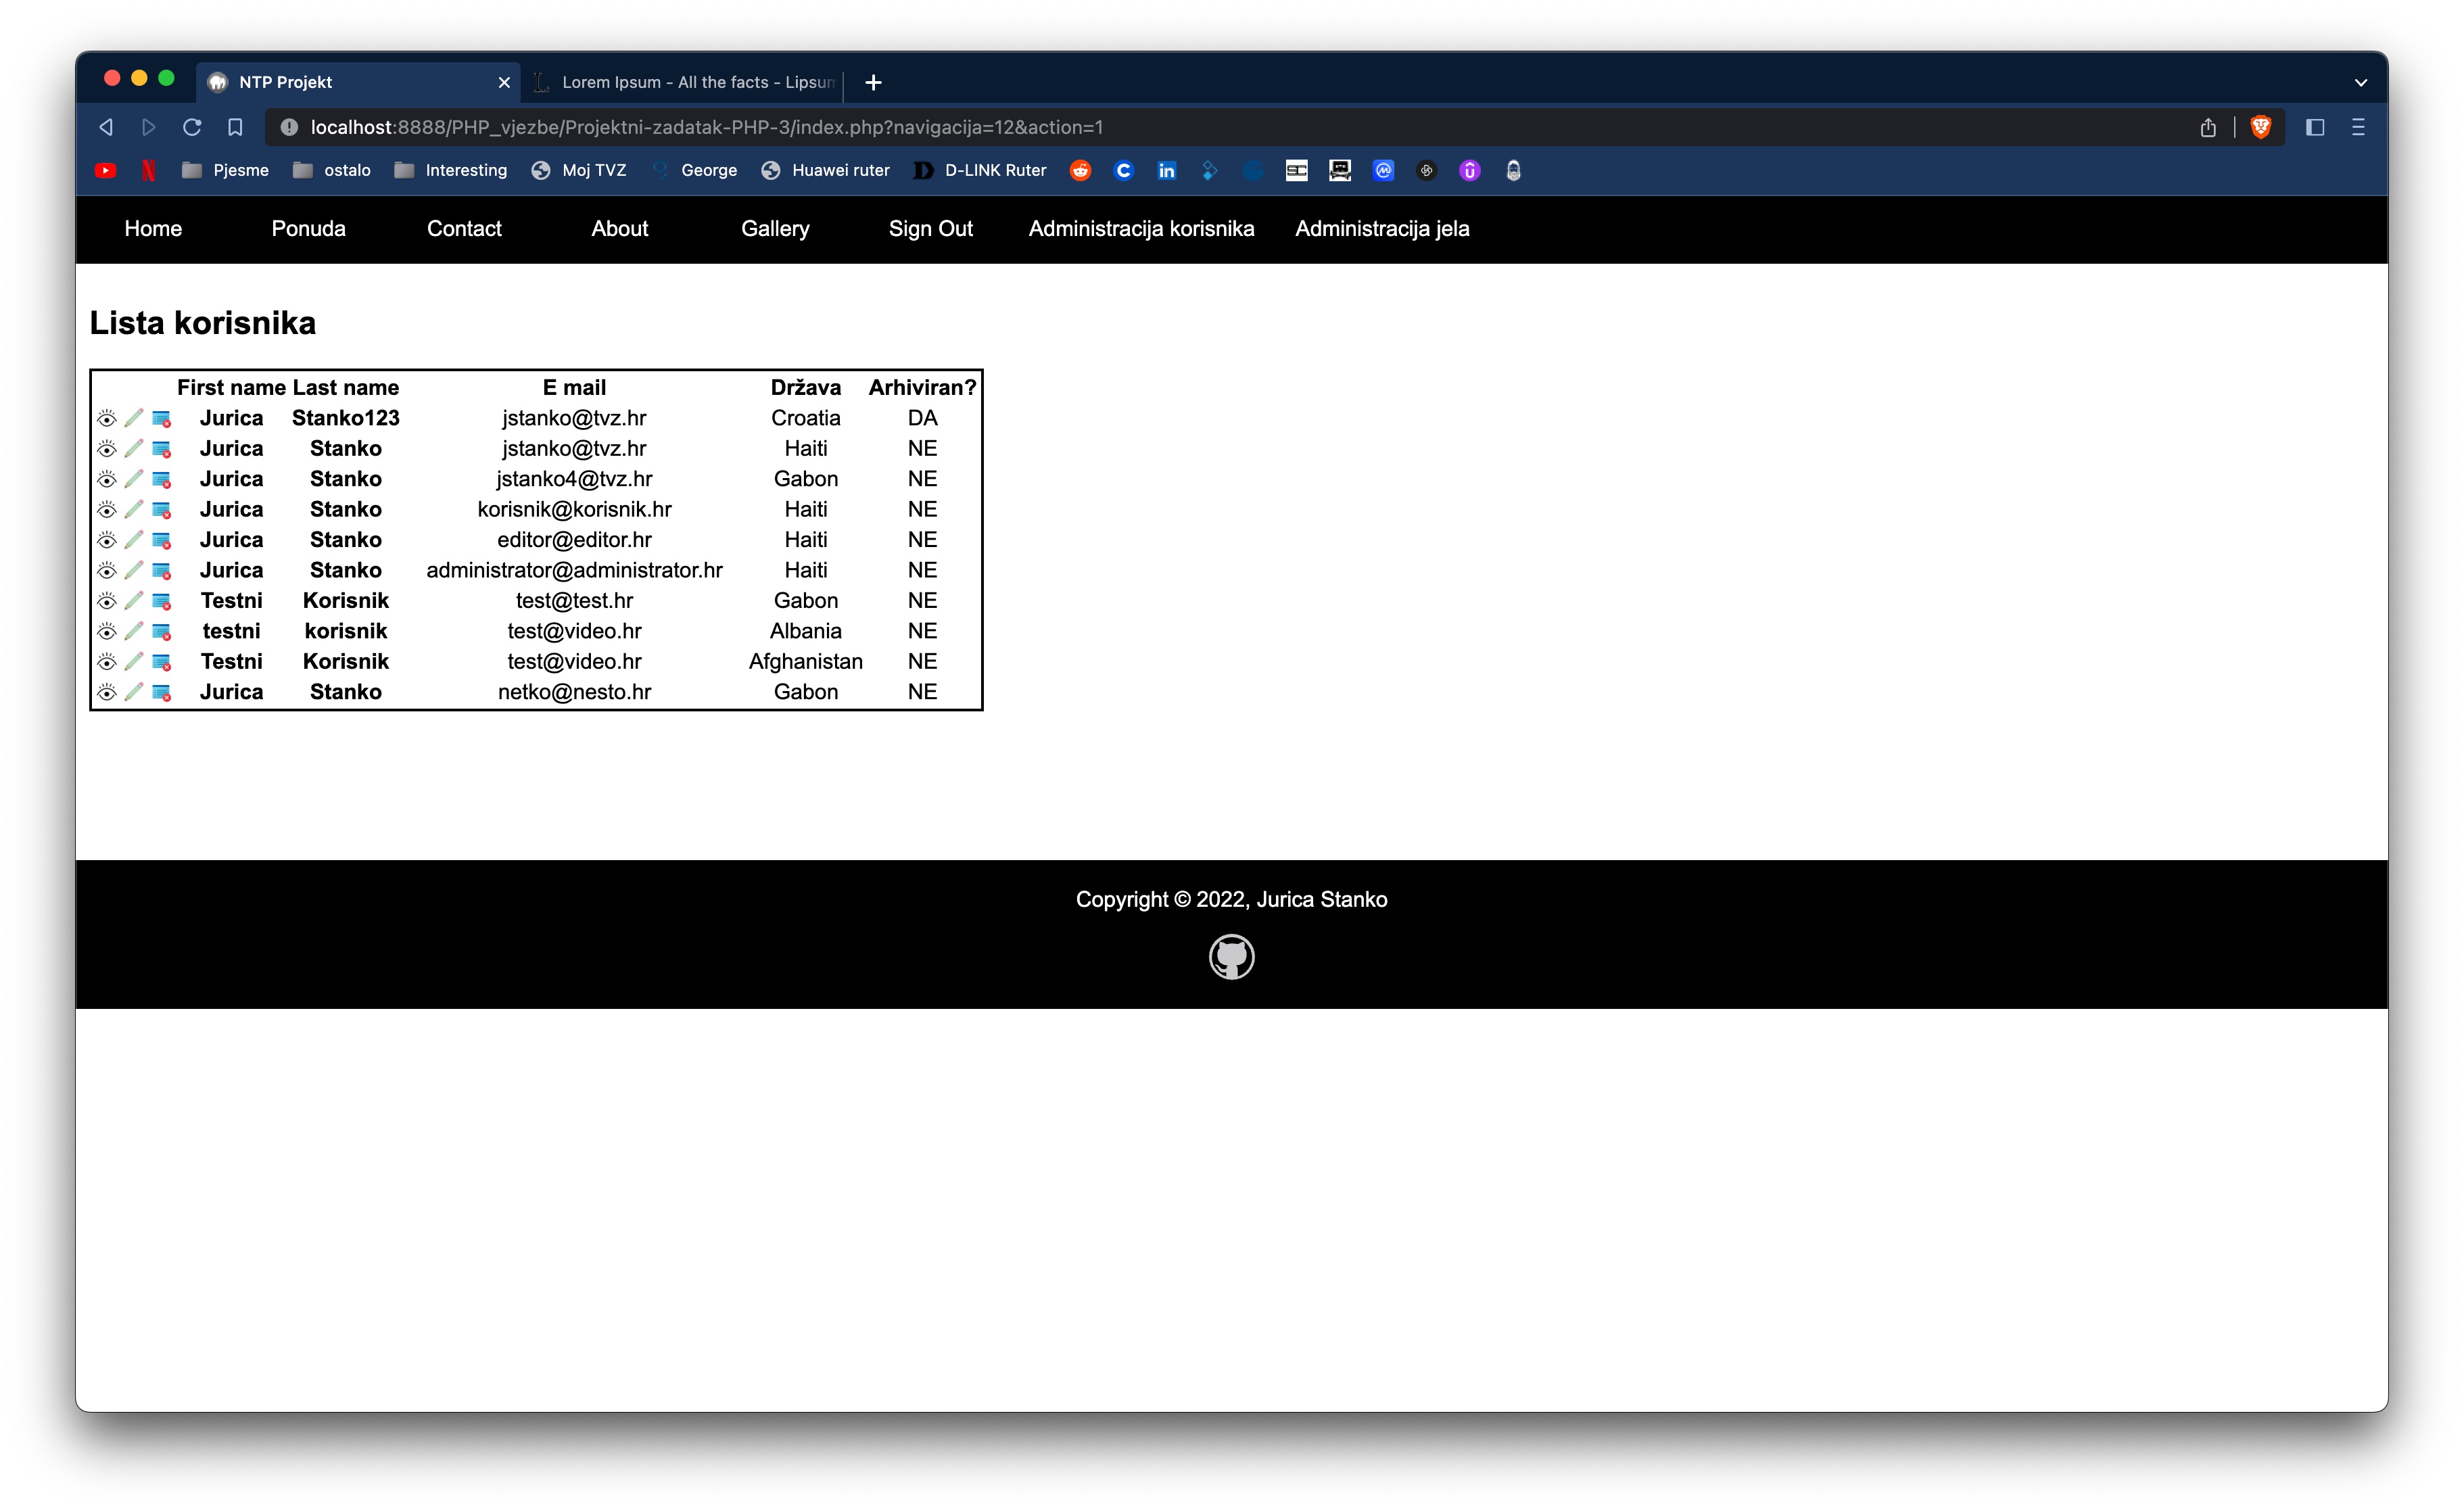 NTP Projekt
Lorem Ipsum - All the facts - Lipsum
localhost:8888/PHP_vjezbe/Projektni-zadatak-PHP-3/index.php?navigacija=12&action=1
Pjesme ostalo Interesting Moj TVZ George Huawei ruter D-LINK Ruter
Home Ponuda Contact About Gallery Sign Out Administracija korisnika Administracija jela
Lista korisnika
First name Last name E mail Država Arhiviran?
Jurica Stanko123 jstanko@tvz.hr Croatia DA
Jurica Stanko jstanko@tvz.hr Haiti NE
Jurica Stanko jstanko4@tvz.hr Gabon NE
Jurica Stanko korisnik@korisnik.hr Haiti NE
Jurica Stanko editor@editor.hr Haiti NE
Jurica Stanko administrator@administrator.hr Haiti NE
Testni Korisnik test@test.hr Gabon NE
testni korisnik test@video.hr Albania NE
Testni Korisnik test@video.hr Afghanistan NE
Jurica Stanko netko@nesto.hr Gabon NE
Copyright © 2022, Jurica Stanko